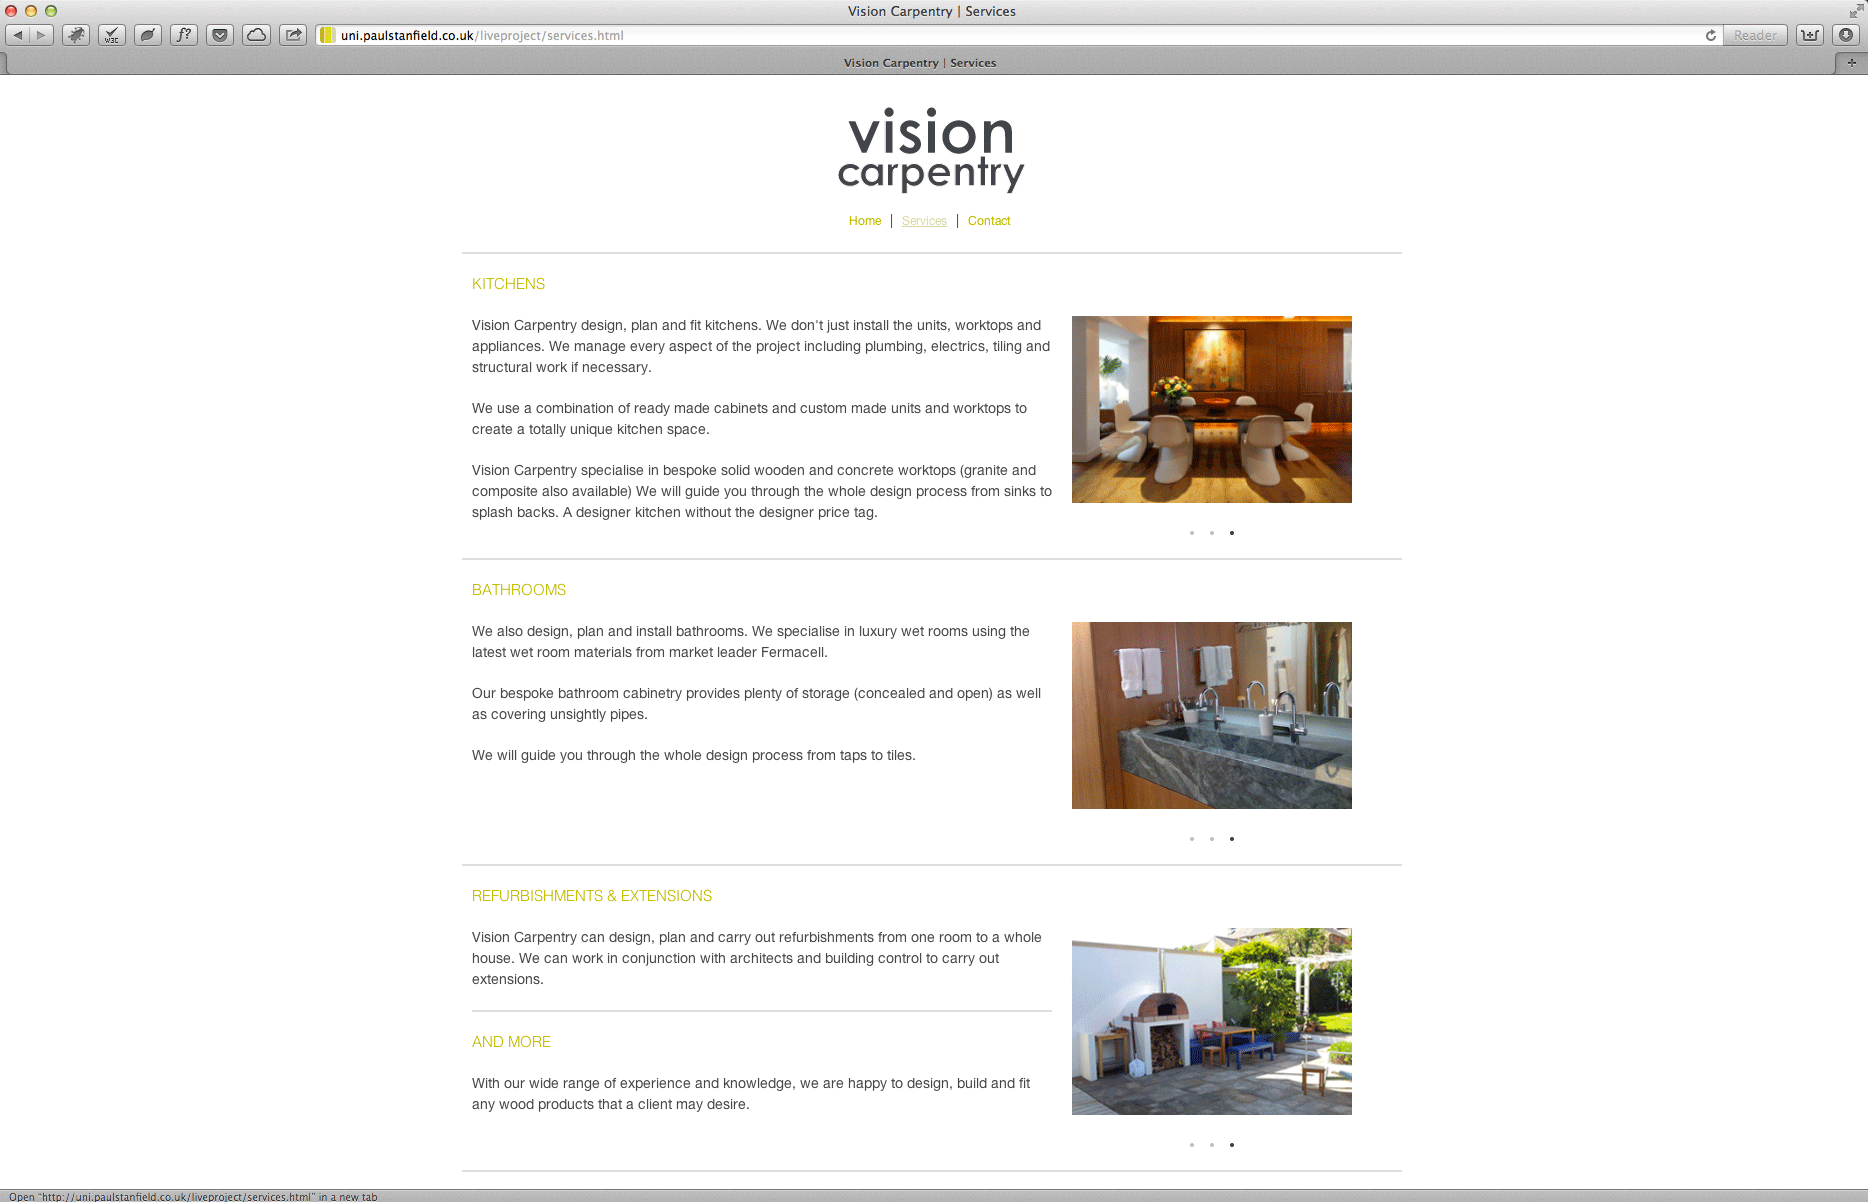 Vision Carpentry | Services
W3C
f?
uni.paulstanfield.co.uk/liveproject/services.html
Reader
Vision Carpentry | Services
vision
carpentry
Home | Services | Contact
KITCHENS
Vision Carpentry design, plan and fit kitchens. We don't just install the units, worktops and
appliances. We manage every aspect of the project including plumbing, electrics, tiling and
structural work if necessary.
We use a combination of ready made cabinets and custom made units and worktops to
create a totally unique kitchen space.
Vision Carpentry specialise in bespoke solid wooden and concrete worktops (granite and
composite also available) We will guide you through the whole design process from sinks to
splash backs. A designer kitchen without the designer price tag.
BATHROOMS
We also design, plan and install bathrooms. We specialise in luxury wet rooms using the
latest wet room materials from market leader Fermacell.
Our bespoke bathroom cabinetry provides plenty of storage (concealed and open) as well
as covering unsightly pipes.
We will guide you through the whole design process from taps to tiles.
REFURBISHMENTS & EXTENSIONS
Vision Carpentry can design, plan and carry out refurbishments from one room to a whole
house. We can work in conjunction with architects and building control to carry out
extensions.
AND MORE
With our wide range of experience and knowledge, we are happy to design, build and fit
any wood products that a client may desire.
Open "http://uni.paulstanfield.co.uk/liveproject/services.html" in a new tab